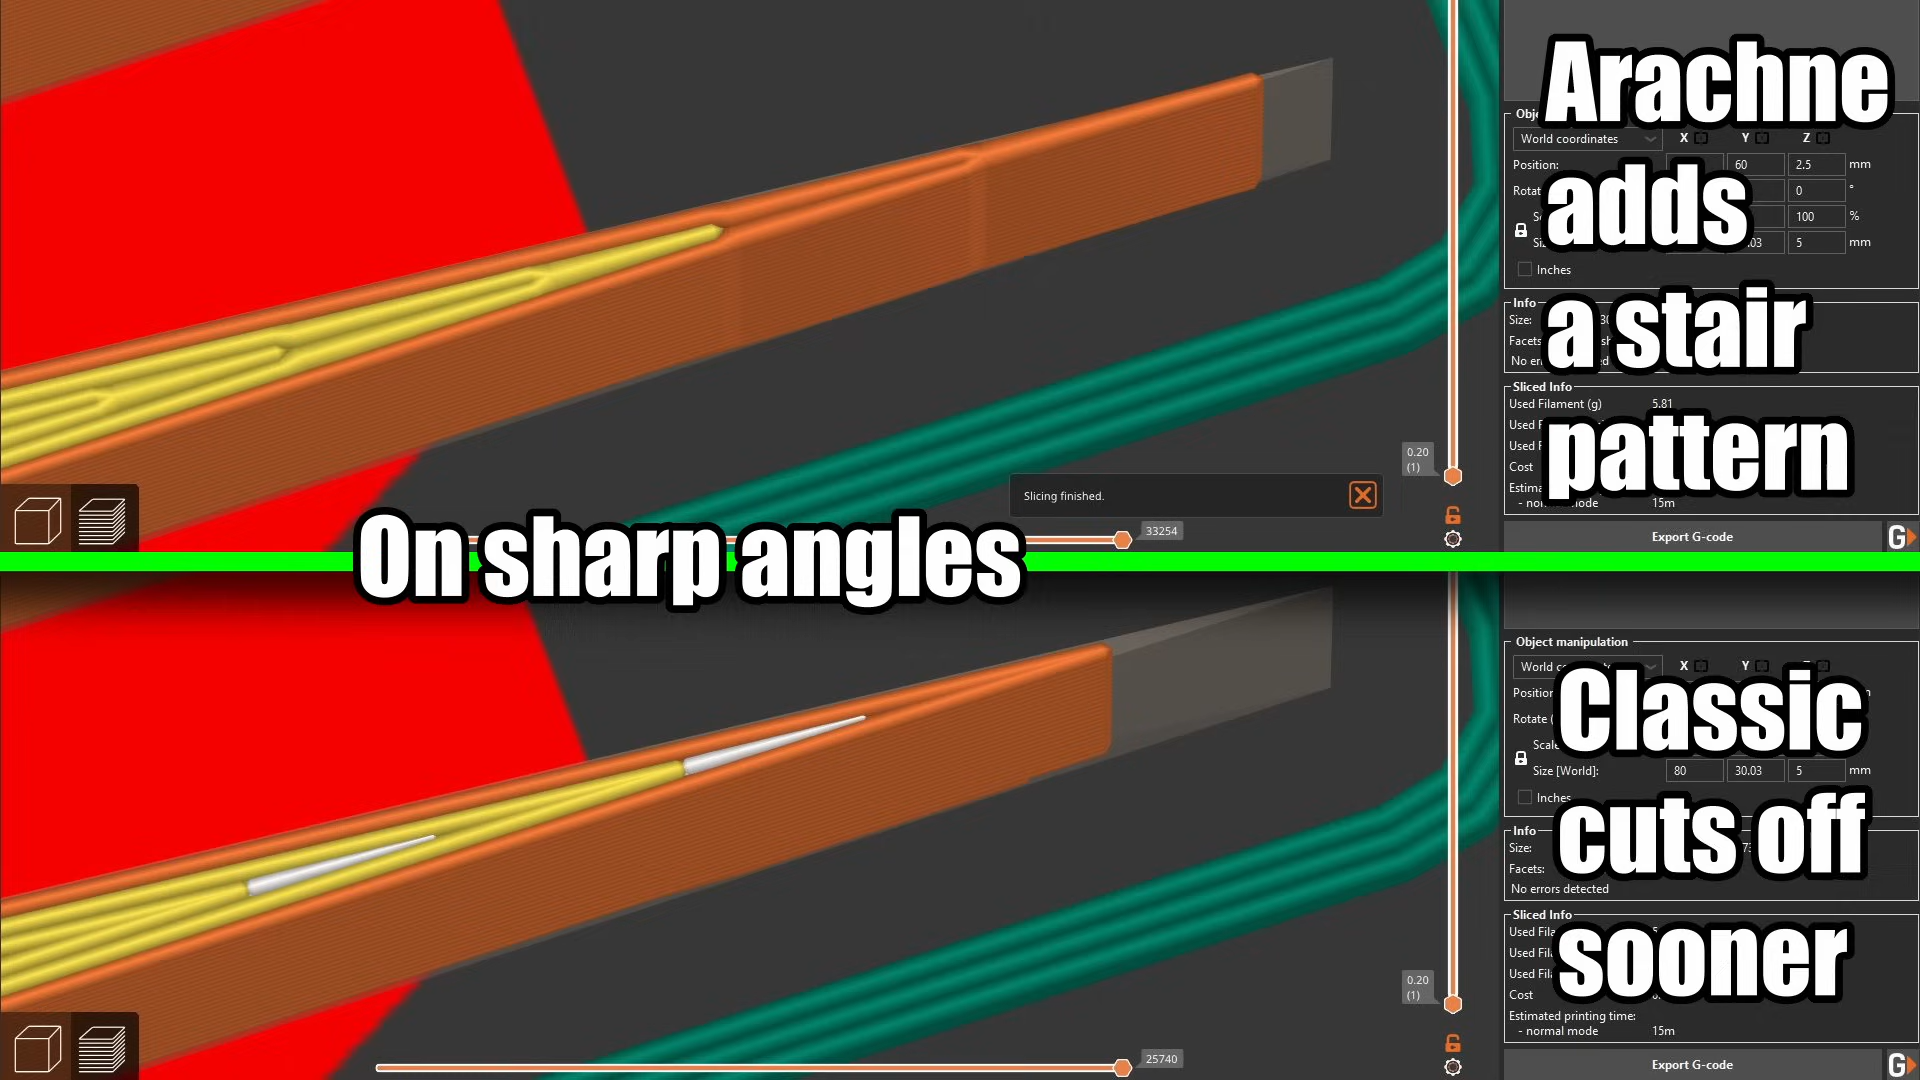 Arachne
adds
a stair
pattern
World coordinates
X Y Z
Position:
60
2.5
mm
0
°
100
%
5
mm
Inches
Info
Size:
Facets
Sliced Info
Used Filament (g)
5.81
Cost
15m
Export G-code
0.20
(1)
Slicing finished.
33254
On sharp angles
Classic
cuts off
sooner
Object manipulation
X Y
Rotate (
Size [World]:
80
30.03
5
mm
Inches
Info
Size:
Facets:
No errors detected
Sliced Info
Cost
Estimated printing time:
- normal mode
15m
Export G-code
0.20
(1)
25740